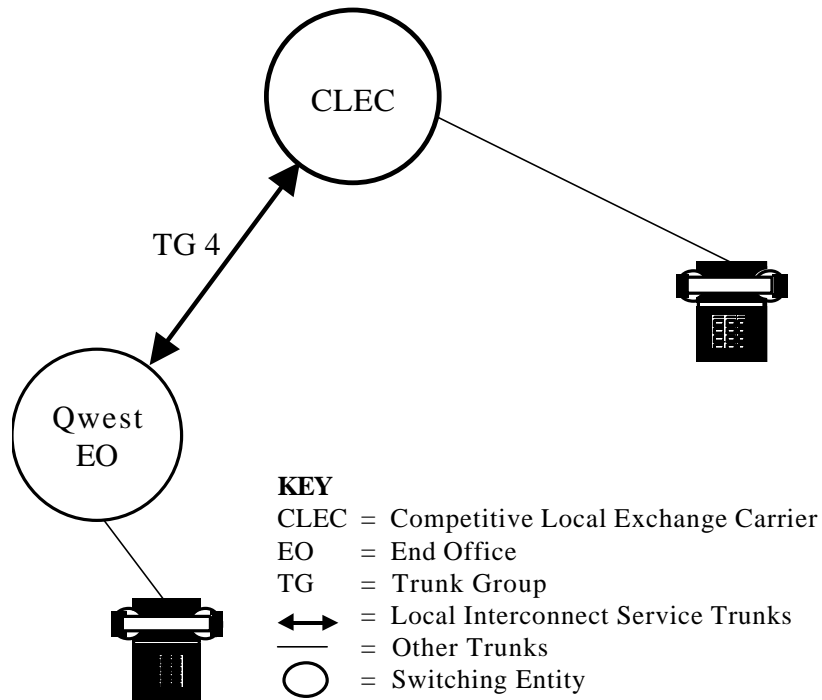 CLEC
TG 4
Qwest
EO
KEY
CLEC = Competitive Local Exchange Carrier
EO = End Office
TG = Trunk Group
= Local Interconnect Service Trunks
= Other Trunks
= Switching Entity